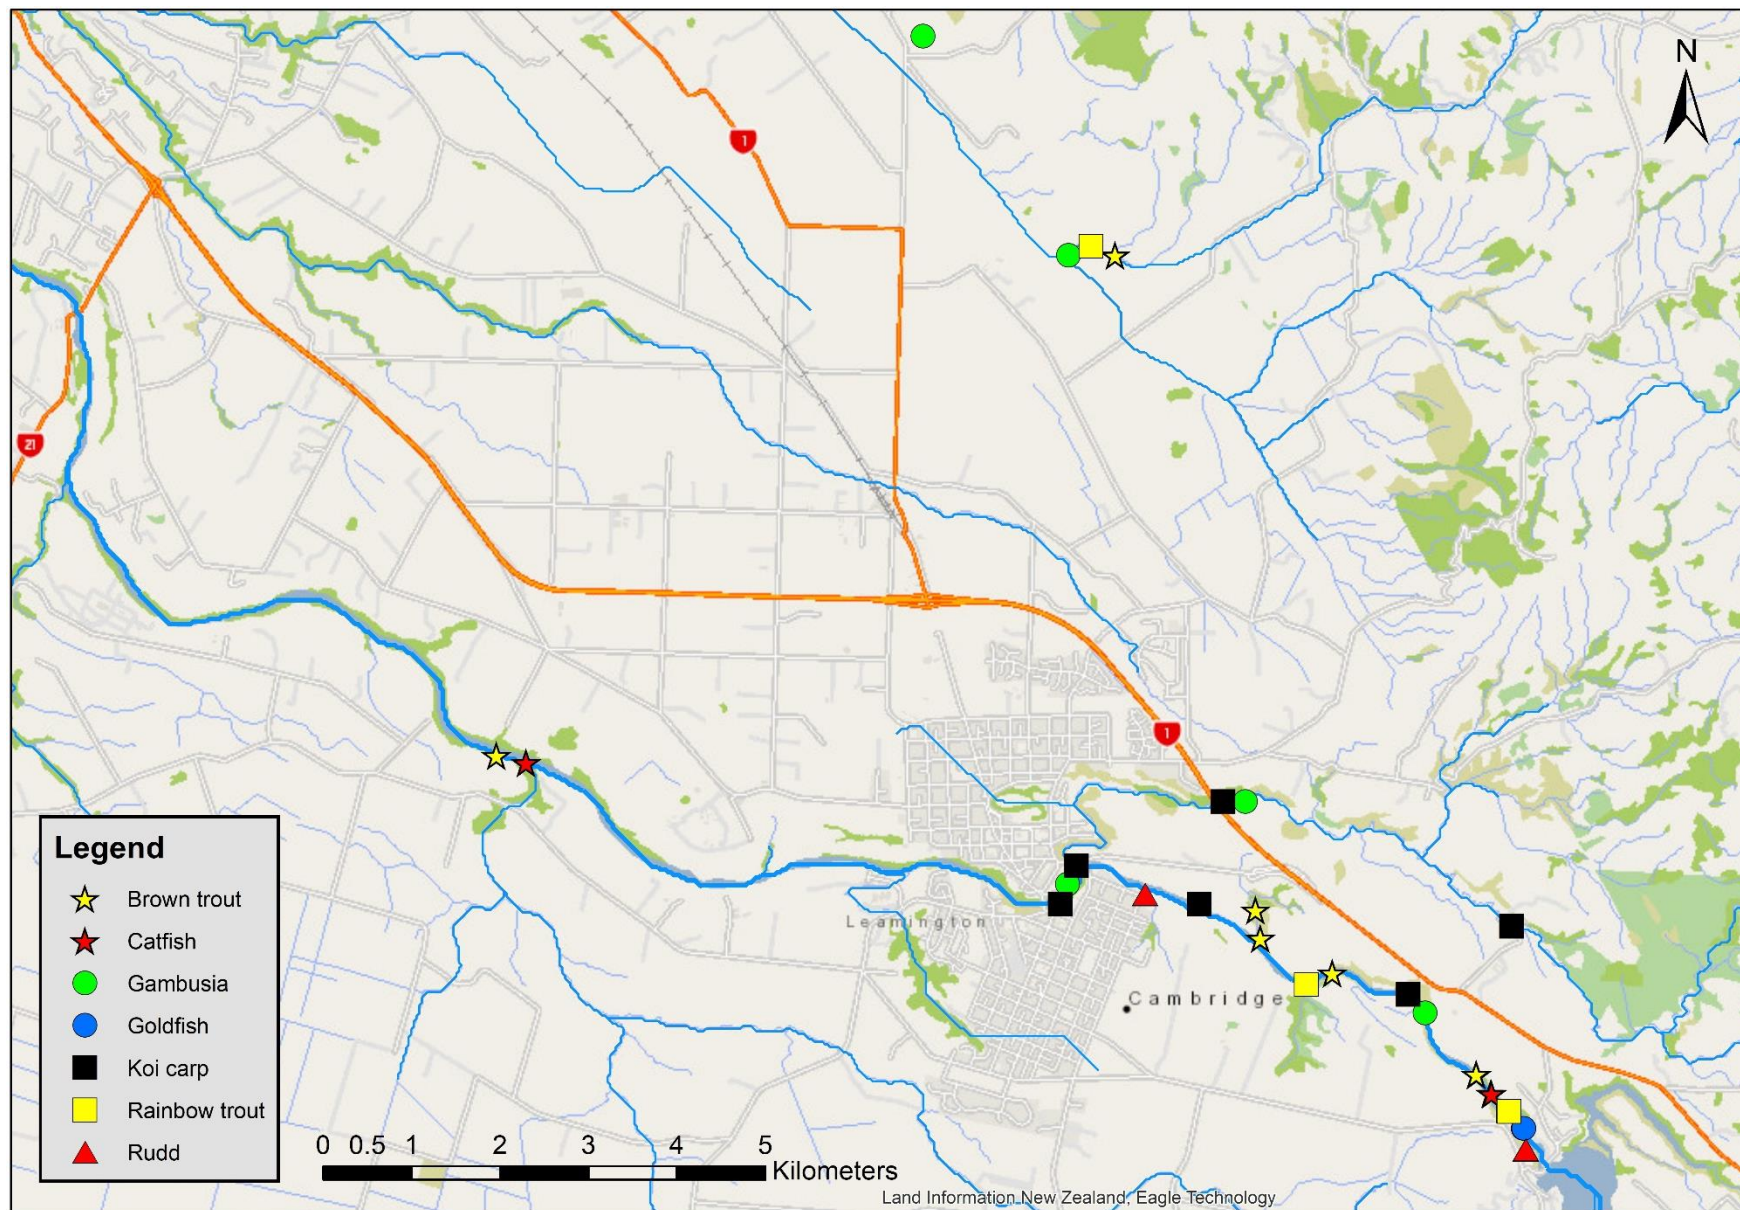 N
1
21
1
Leamington
Cambridge
Legend
Brown trout
Catfish
Gambusia
Goldfish
Koi carp
Rainbow trout
Rudd
0 0.5 1 2 3 4 5
Kilometers
Land Information New Zealand, Eagle Technology